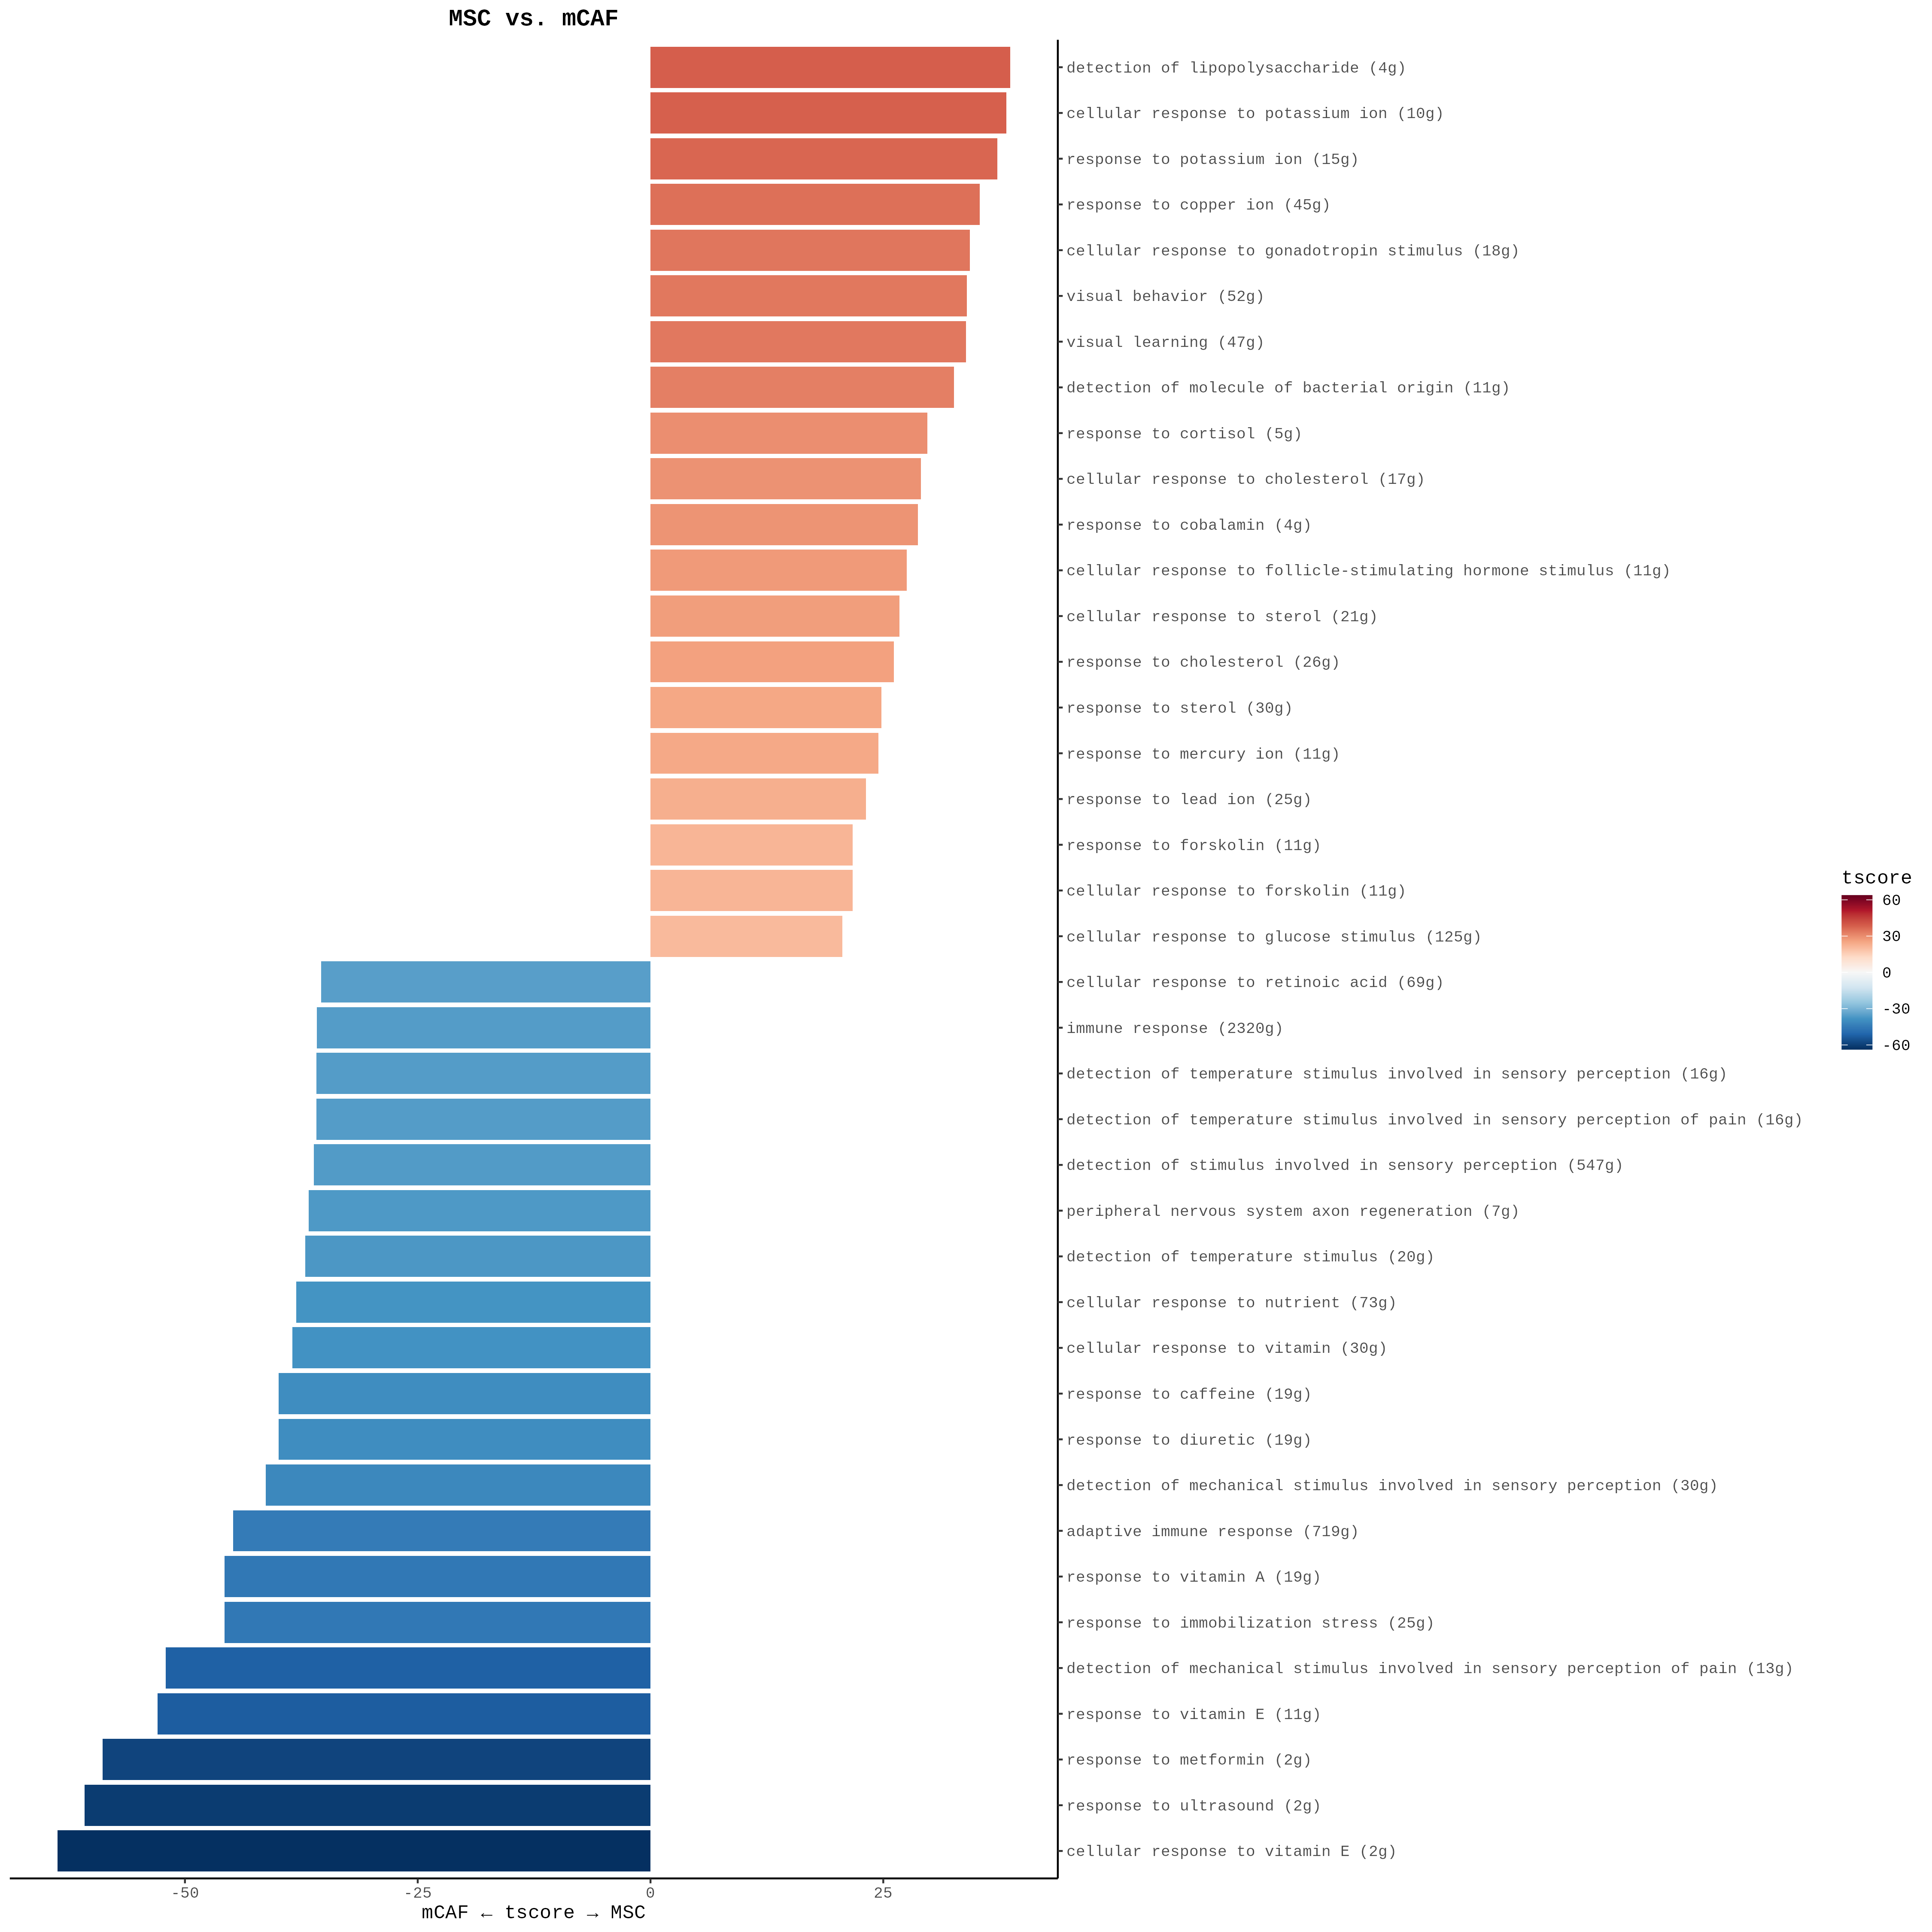 MSC vs. mCAF
detection of lipopolysaccharide (4g)
cellular response to potassium ion (10g)
response to potassium ion (15g)
response to copper ion (45g)
cellular response to gonadotropin stimulus (18g)
visual behavior (52g)
visual learning (47g)
detection of molecule of bacterial origin (11g)
response to cortisol (5g)
cellular response to cholesterol (17g)
response to cobalamin (4g)
cellular response to follicle-stimulating hormone stimulus (11g)
cellular response to sterol (21g)
response to cholesterol (26g)
response to sterol (30g)
response to mercury ion (11g)
response to lead ion (25g)
response to forskolin (11g)
cellular response to forskolin (11g)
cellular response to glucose stimulus (125g)
cellular response to retinoic acid (69g)
immune response (2320g)
detection of temperature stimulus involved in sensory perception (16g)
detection of temperature stimulus involved in sensory perception of pain (16g)
detection of stimulus involved in sensory perception (547g)
peripheral nervous system axon regeneration (7g)
detection of temperature stimulus (20g)
cellular response to nutrient (73g)
cellular response to vitamin (30g)
response to caffeine (19g)
response to diuretic (19g)
detection of mechanical stimulus involved in sensory perception (30g)
adaptive immune response (719g)
response to vitamin A (19g)
response to immobilization stress (25g)
detection of mechanical stimulus involved in sensory perception of pain (13g)
response to vitamin E (11g)
response to metformin (2g)
response to ultrasound (2g)
cellular response to vitamin E (2g)
-50 -25 0 25
mCAF ← tscore → MSC
tscore
60
30
0
-30
-60